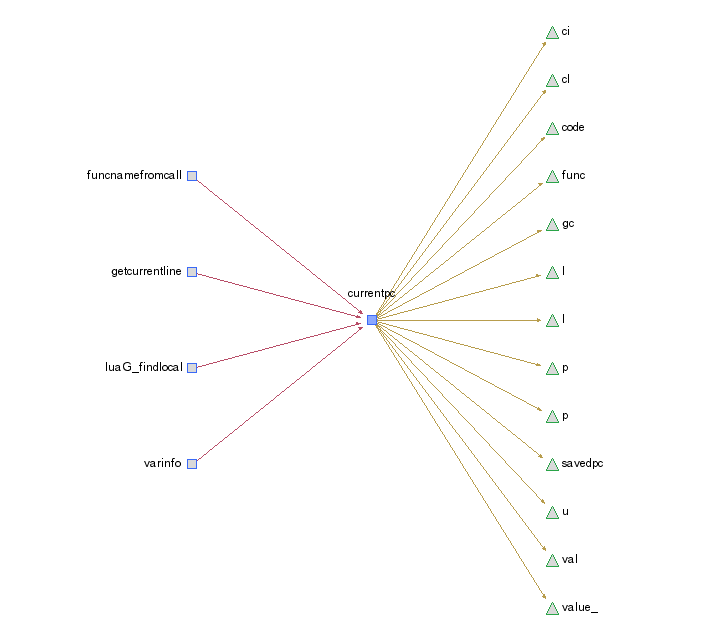 ci
cl
code
funcnamefromcall
func
gc
getcurrentline
l
currentpc
l
luaG_findlocal
p
p
varinfo
savedpc
u
val
value_